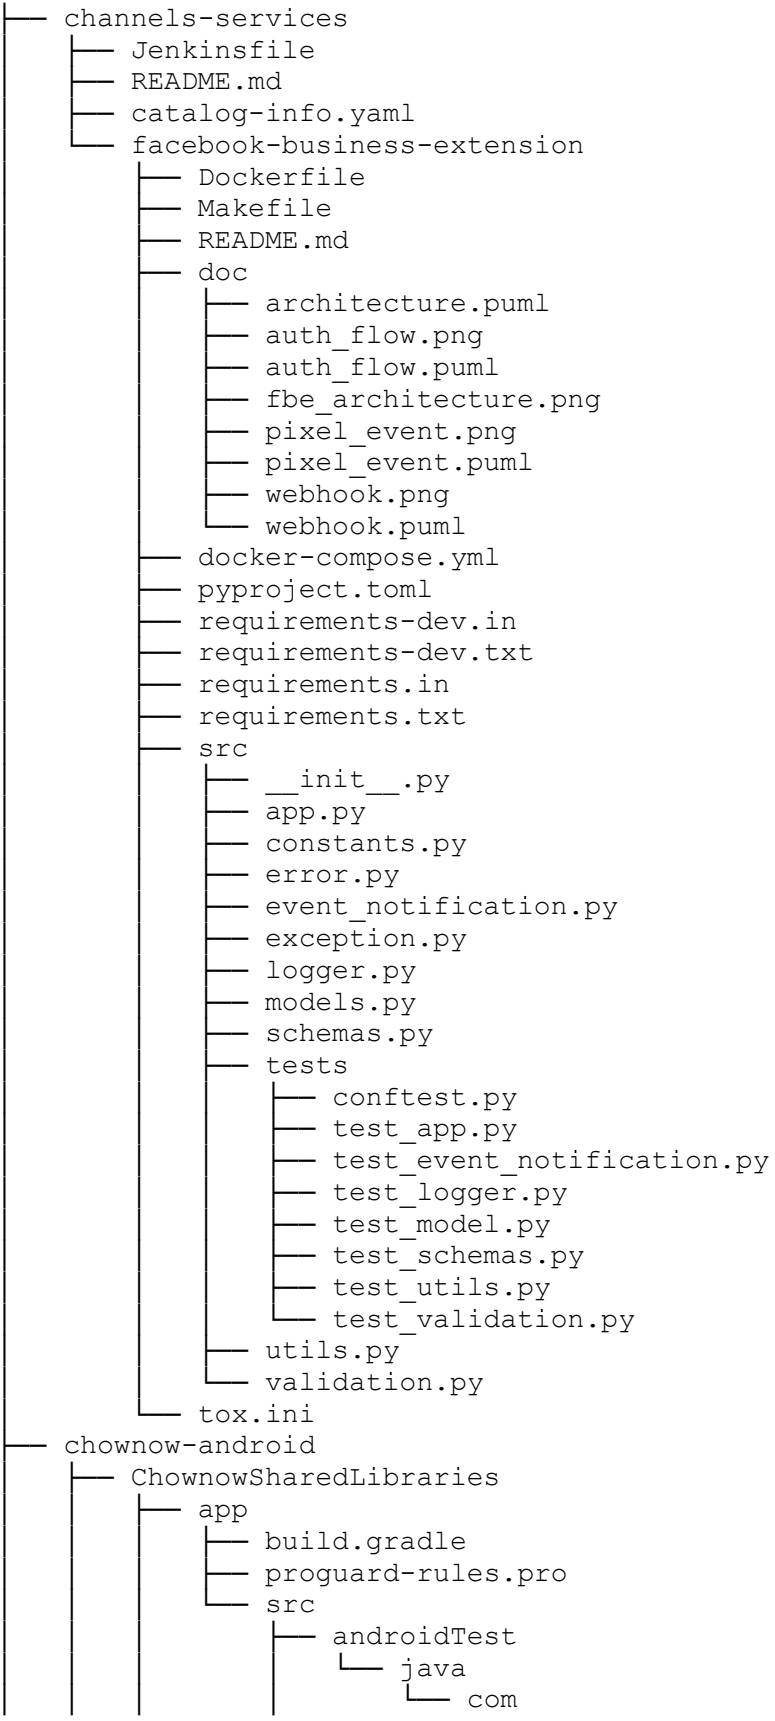 ├── channels-services
│   ├── Jenkinsfile
│   ├── README.md
│   ├── catalog-info.yaml
│   └── facebook-business-extension
│       ├── Dockerfile
│       ├── Makefile
│       ├── README.md
│       ├── doc
│       │   ├── architecture.puml
│       │   ├── auth_flow.png
│       │   ├── auth_flow.puml
│       │   ├── fbe_architecture.png
│       │   ├── pixel_event.png
│       │   ├── pixel_event.puml
│       │   ├── webhook.png
│       │   └── webhook.puml
│       ├── docker-compose.yml
│       ├── pyproject.toml
│       ├── requirements-dev.in
│       ├── requirements-dev.txt
│       ├── requirements.in
│       ├── requirements.txt
│       ├── src
│       │   ├── __init__.py
│       │   ├── app.py
│       │   ├── constants.py
│       │   ├── error.py
│       │   ├── event_notification.py
│       │   ├── exception.py
│       │   ├── logger.py
│       │   ├── models.py
│       │   ├── schemas.py
│       │   ├── tests
│       │   │   ├── conftest.py
│       │   │   ├── test_app.py
│       │   │   ├── test_event_notification.py
│       │   │   ├── test_logger.py
│       │   │   ├── test_model.py
│       │   │   ├── test_schemas.py
│       │   │   ├── test_utils.py
│       │   │   └── test_validation.py
│       │   ├── utils.py
│       │   └── validation.py
│       └── tox.ini
├── chownow-android
│   ├── ChownowSharedLibraries
│   │   ├── app
│   │   │   ├── build.gradle
│   │   │   ├── proguard-rules.pro
│   │   │   └── src
│   │   │       ├── androidTest
│   │   │       │   └── java
│   │   │       │       └── com